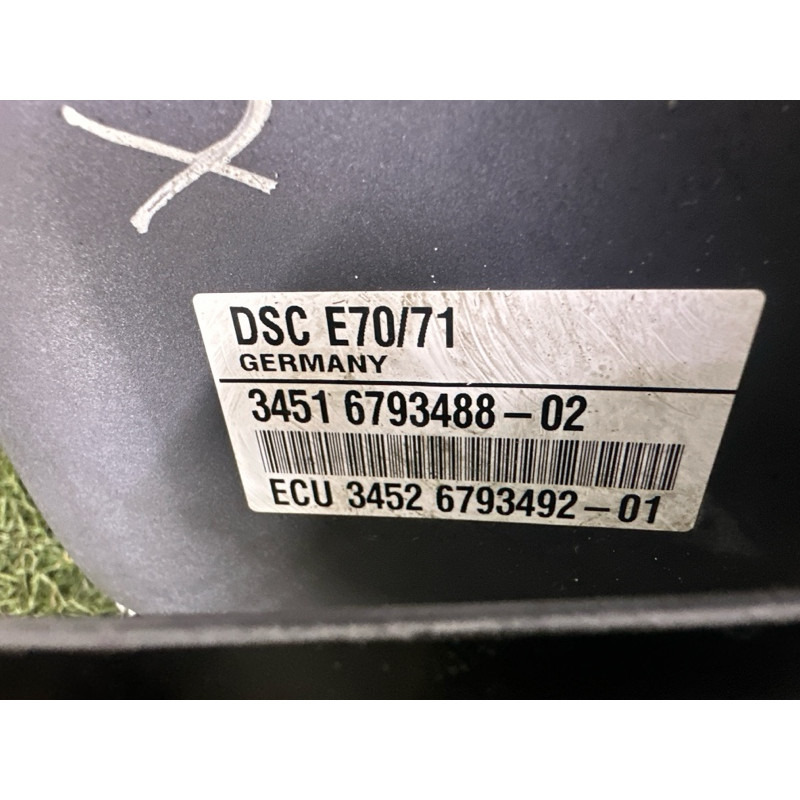 DSC E70/71
GERMANY
3451 6793488-02
ECU 3452 6793492-01